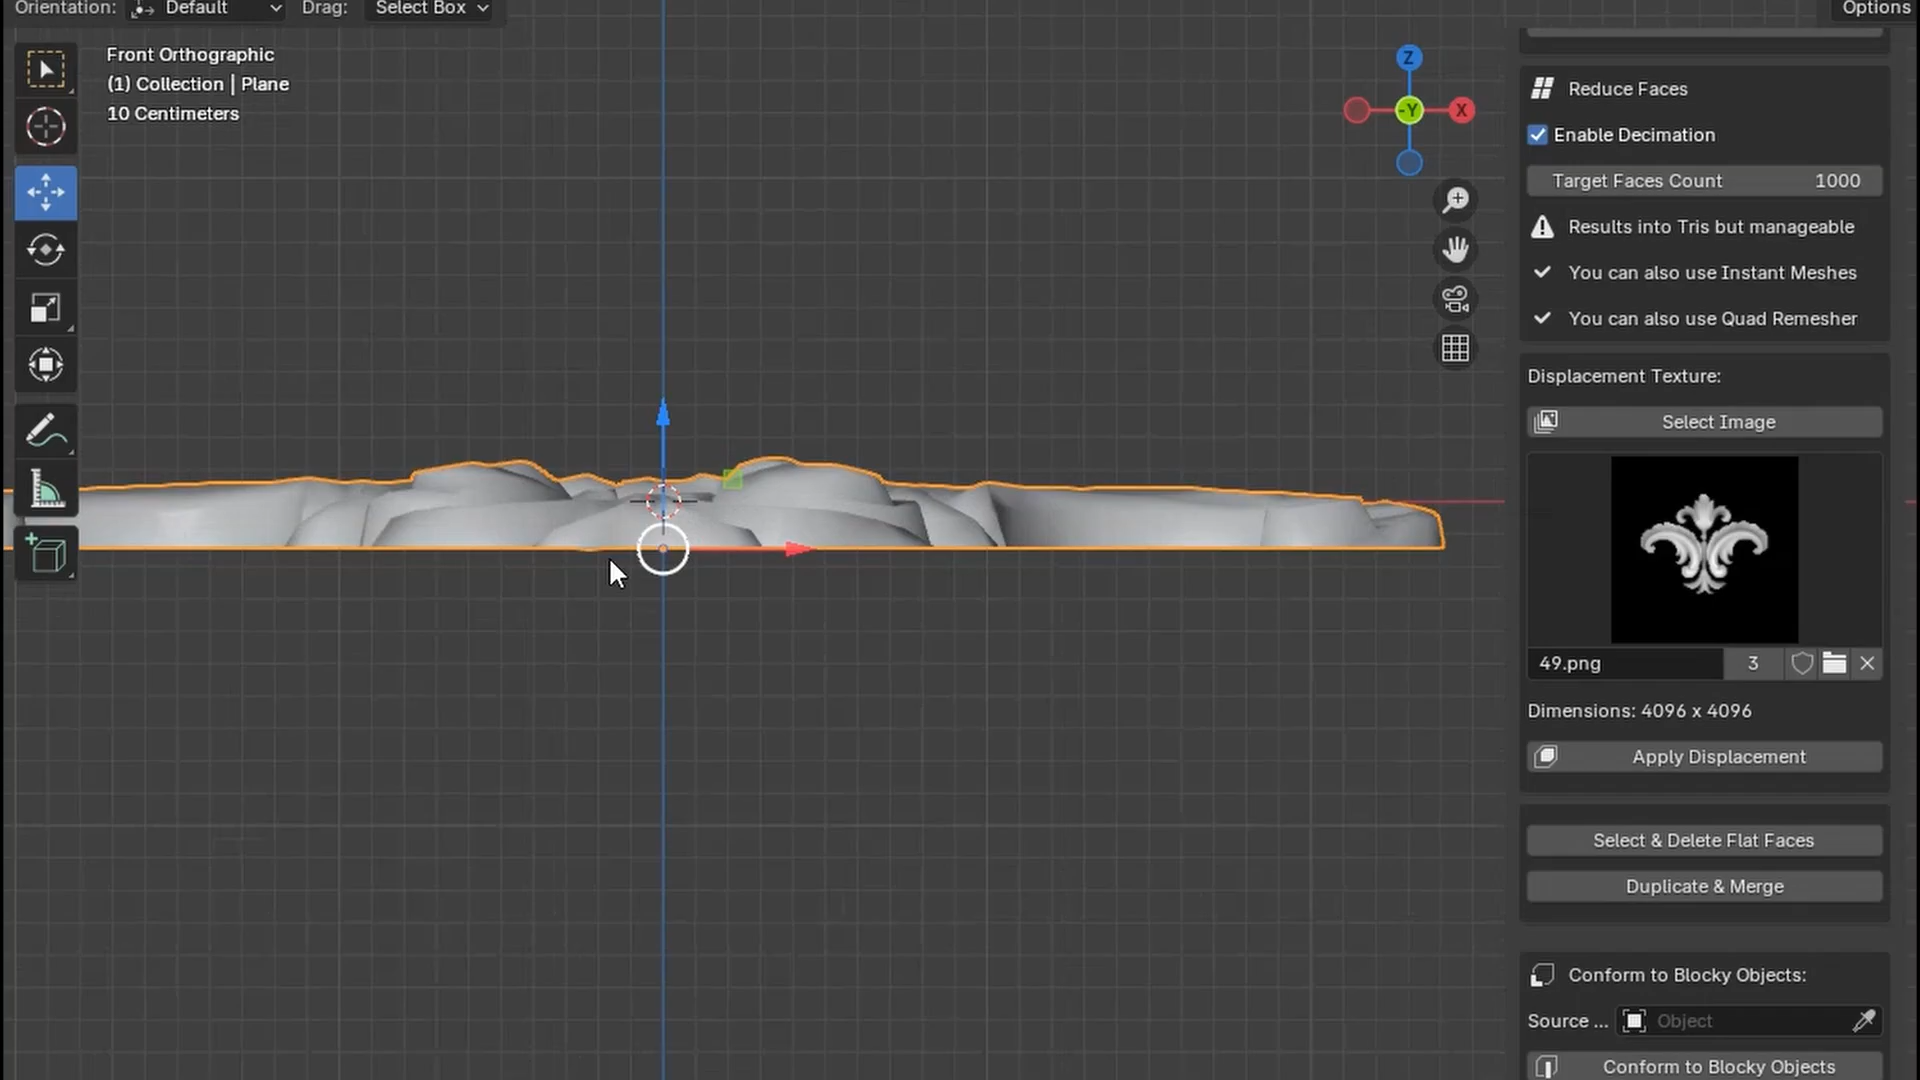 Orientation: Default Drag: Select Box Options
Front Orthographic
(1) Collection | Plane
10 Centimeters
Z
-Y
X
Reduce Faces
Enable Decimation
Target Faces Count 1000
Results into Tris but manageable
You can also use Instant Meshes
You can also use Quad Remesher
Displacement Texture:
Select Image
49.png 3
Dimensions: 4096 x 4096
Apply Displacement
Select & Delete Flat Faces
Duplicate & Merge
Conform to Blocky Objects:
Source ... Object
Conform to Blocky Objects